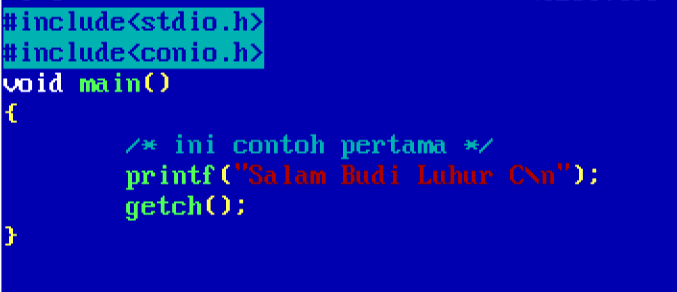 #include<stdio.h>
#include<conio.h>
void main()
{
/* ini contoh pertama */
printf("Salam Budi Luhur C\n");
getch();
}